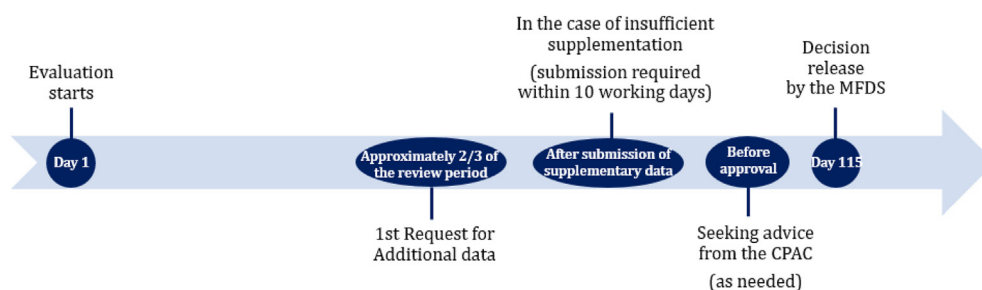 Evaluation
starts
Day 1
Approximately 2/3 of
the review period
1st Request for
Additional data
In the case of insufficient
supplementation
(submission required
within 10 working days)
After submission of
supplementary data
Before
approval
Seeking advice
from the CPAC
(as needed)
Decision
release
by the MFDS
Day 115